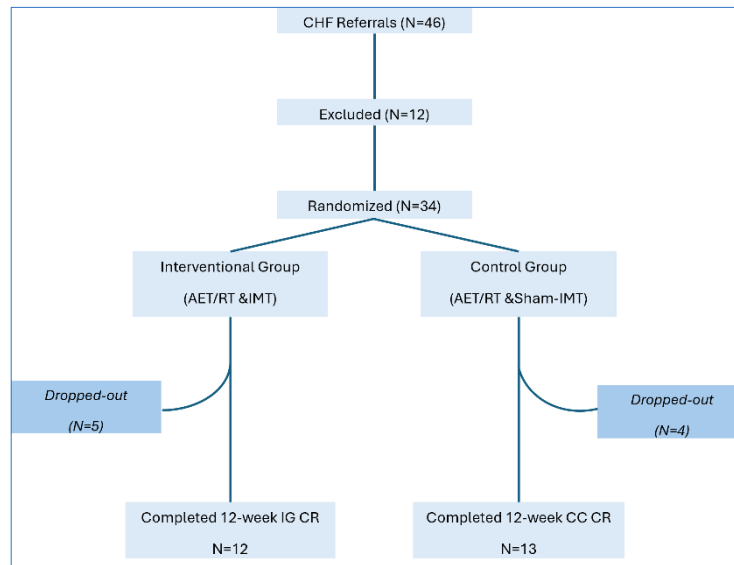 CHF Referrals (N=46)
Excluded (N=12)
Randomized (N=34)
Interventional Group
(AET/RT &IMT)
Control Group
(AET/RT &Sham-IMT)
Dropped-out
(N=5)
Dropped-out
(N=4)
Completed 12-week IG CR
N=12
Completed 12-week CC CR
N=13